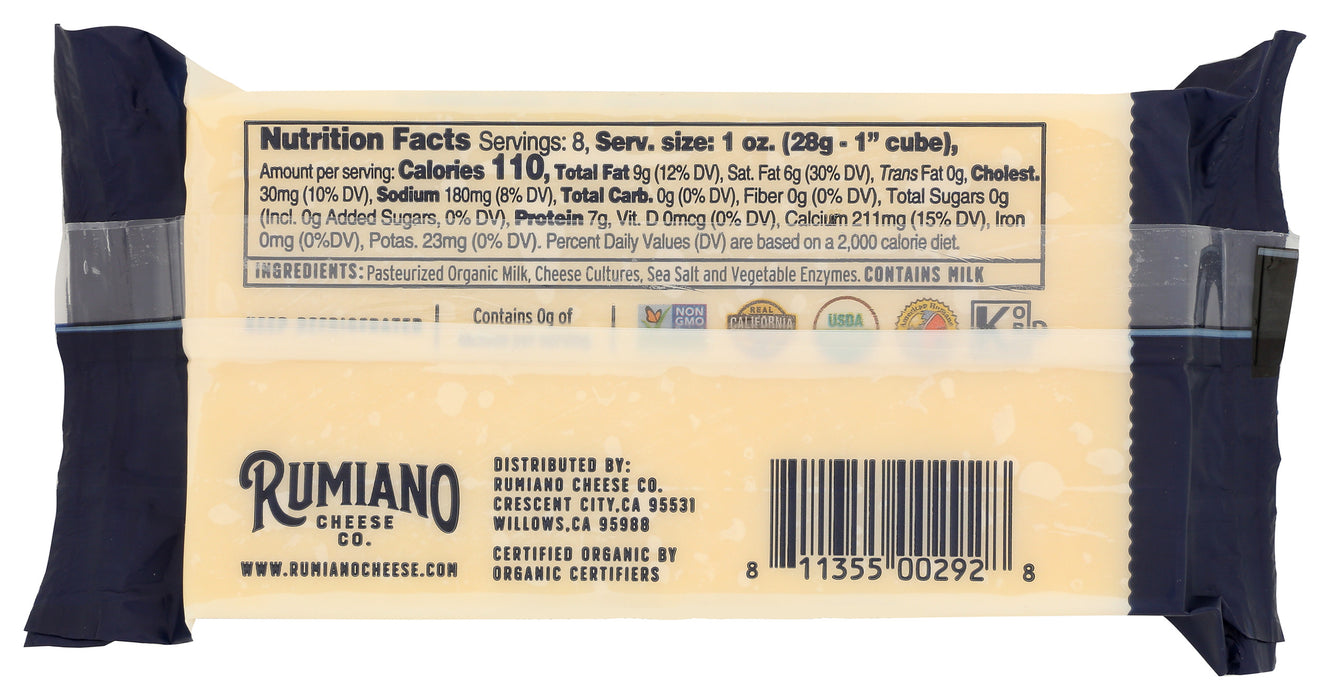 Nutrition Facts Servings: 8, Serv. size: 1 oz. (28g - 1” cube),
Amount per serving: Calories 110, Total Fat 9g (12% DV), Sat. Fat 6g (30% DV), Trans Fat 0g, Cholest.
30mg (10% DV), Sodium 180mg (8% DV), Total Carb. 0g (0% DV), Fiber 0g (0% DV), Total Sugars 0g
(Incl. 0g Added Sugars, 0% DV), Protein 7g, Vit. D 0mcg (0% DV), Calcium 211mg (15% DV), Iron
0mg (0%DV), Potas. 23mg (0% DV). Percent Daily Values (DV) are based on a 2,000 calorie diet.
INGREDIENTS: Pasteurized Organic Milk, Cheese Cultures, Sea Salt and Vegetable Enzymes. CONTAINS MILK
KEEP REFRIGERATED
Contains 0g of
NON
GMO
REAL
CALIFORNIA
USDA
American Humane
K
OF
RUMIANO
CHEESE
CO.
WWW.RUMIANOCHEESE.COM
DISTRIBUTED BY:
RUMIANO CHEESE CO.
CRESCENT CITY,CA 95531
WILLOWS,CA 95988
CERTIFIED ORGANIC BY
ORGANIC CERTIFIERS
8 11355 00292 8